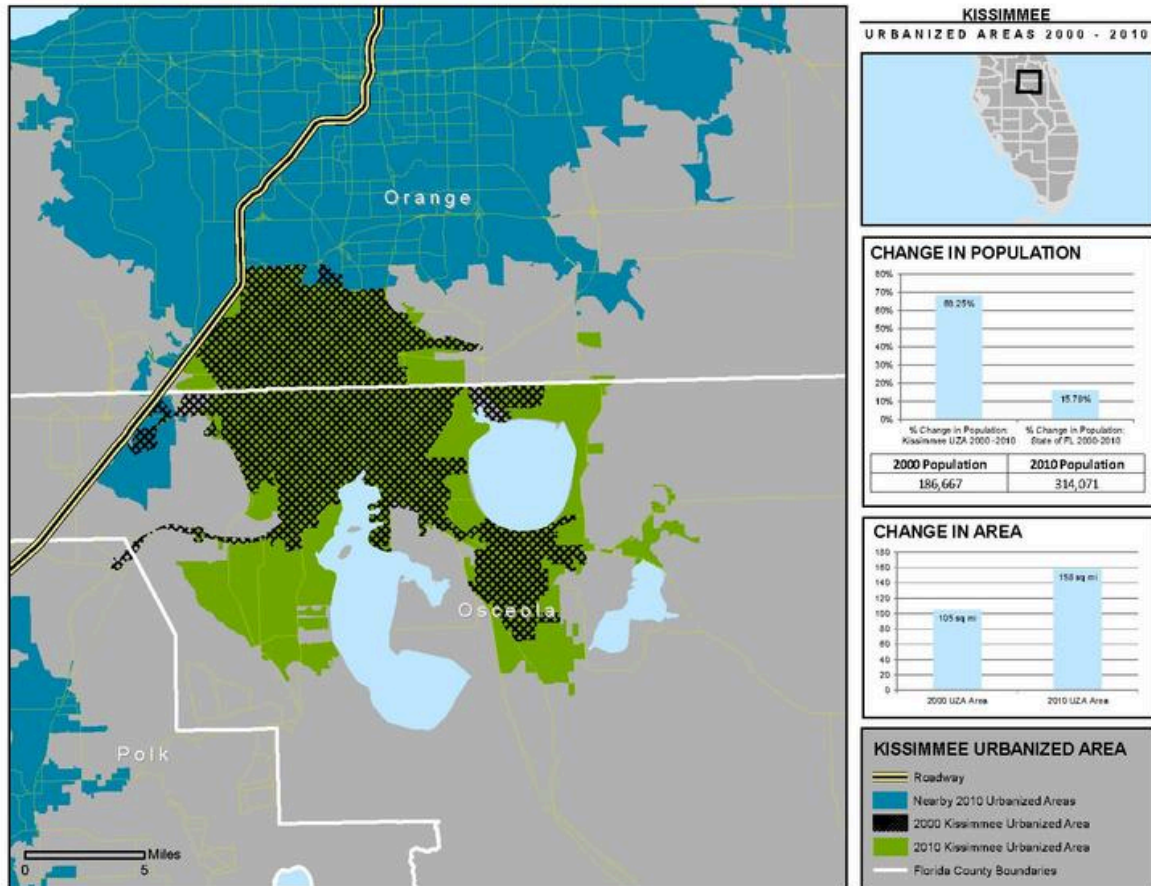 KISSIMMEE
URBANIZED AREAS 2000 - 2010
Orange
Osceola
Polk
Miles
0 5
CHANGE IN POPULATION
80%
70%
60%
50%
40%
30%
20%
10%
0%
68.25%
15.78%
% Change in Population: Kissimmee UZA 2000-2010
% Change in Population: State of FL 2000-2010
2000 Population 2010 Population
186,667 314,071
CHANGE IN AREA
180
160
140
120
100
80
60
40
20
0
105 sq mi
158 sq mi
2000 UZA Area 2010 UZA Area
KISSIMMEE URBANIZED AREA
Roadway
Nearby 2010 Urbanized Areas
2000 Kissimmee Urbanized Area
2010 Kissimmee Urbanized Area
Florida County Boundaries